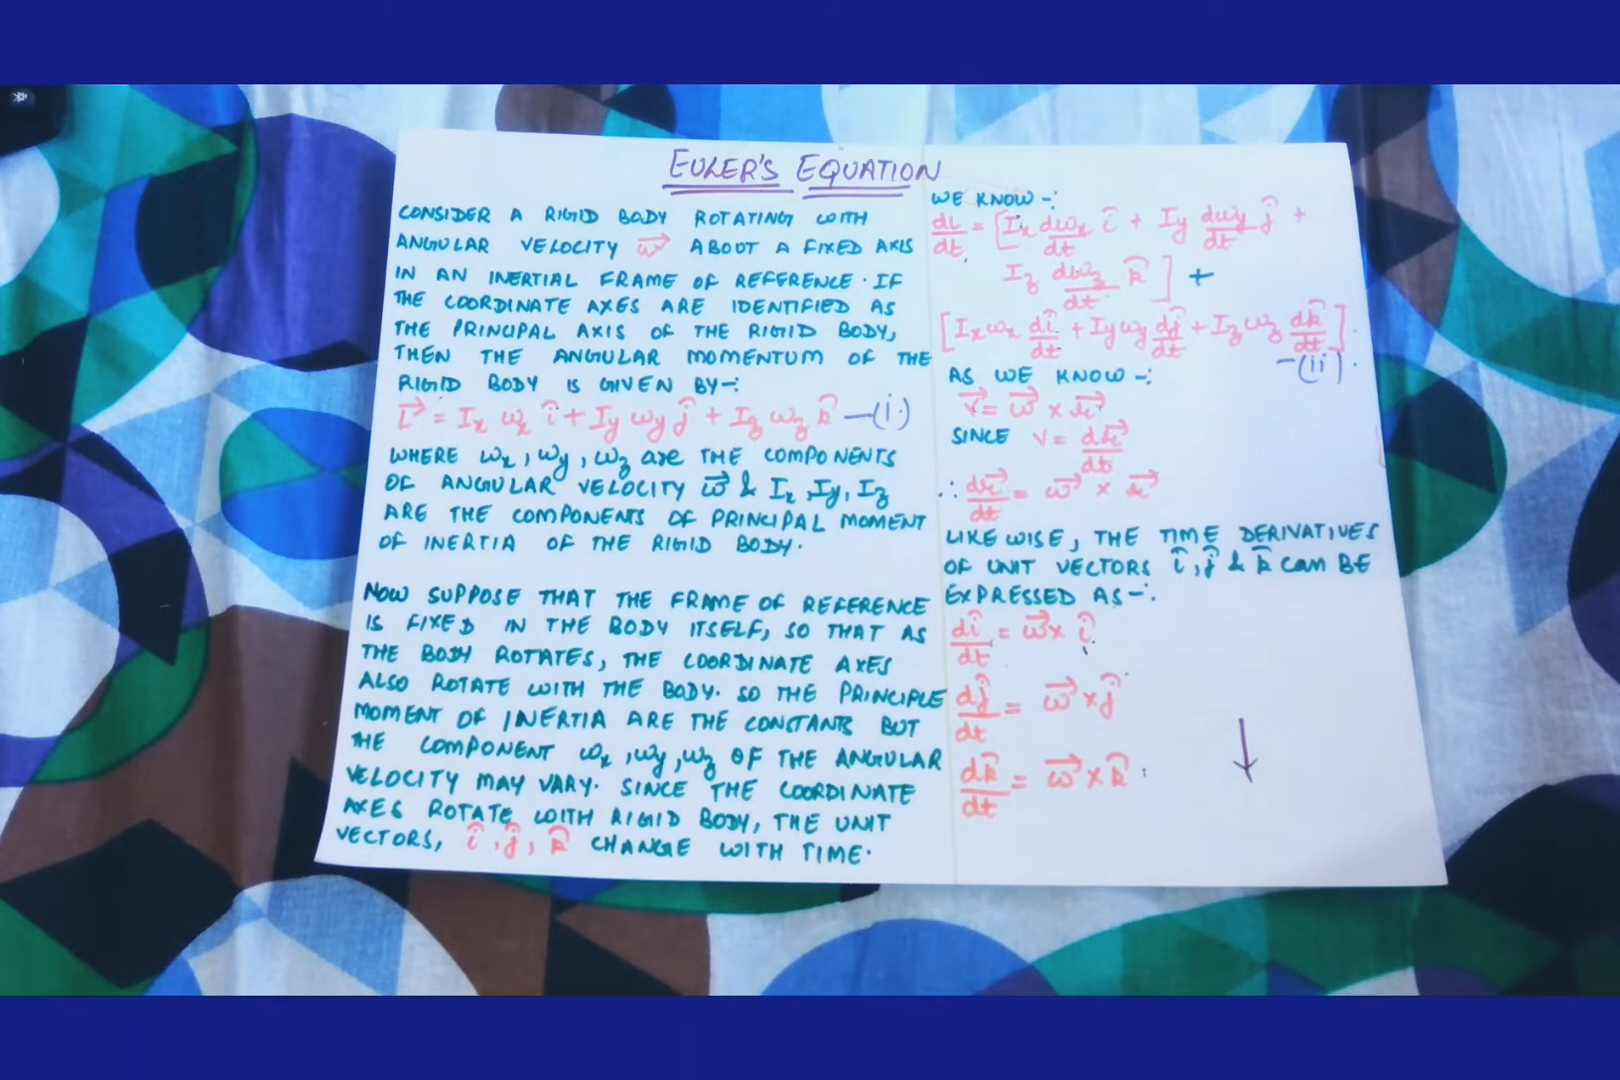 EULER'S EQUATION
CONSIDER A RIGID BODY ROTATING WITH
ANGULAR VELOCITY ω⃗ ABOUT A FIXED AXIS
IN AN INERTIAL FRAME OF REFERENCE. IF
THE COORDINATE AXES ARE IDENTIFIED AS
THE PRINCIPAL AXIS OF THE RIGID BODY,
THEN THE ANGULAR MOMENTUM OF THE
RIGID BODY IS GIVEN BY-:
L⃗ = Ix ωx î + Iy ωy ĵ + Iz ωz k̂ —(i.)
WHERE ωx, ωy, ωz are THE COMPONENTS
OF ANGULAR VELOCITY ω⃗ & Ix, Iy, Iz
ARE THE COMPONENTS OF PRINCIPAL MOMENT
OF INERTIA OF THE RIGID BODY.
NOW SUPPOSE THAT THE FRAME OF REFERENCE
IS FIXED IN THE BODY ITSELF, SO THAT AS
THE BODY ROTATES, THE COORDINATE AXES
ALSO ROTATE WITH THE BODY. SO THE PRINCIPLE
MOMENT OF INERTIA ARE THE CONSTANTS BUT
THE COMPONENT ωx, ωy, ωz OF THE ANGULAR
VELOCITY MAY VARY. SINCE THE COORDINATE
AXES ROTATE WITH RIGID BODY, THE UNIT
VECTORS, î, ĵ, k̂ CHANGE WITH TIME.
WE KNOW -:
dL/dt = [Ix dωx/dt î + Iy dωy/dt ĵ +
Iz dωz/dt k̂] +
[Ix ωx dî/dt + Iy ωy dĵ/dt + Iz ωz dk̂/dt]
—(ii).
AS WE KNOW -:
v⃗ = ω⃗ × r⃗
SINCE v = dr⃗/dt
∴ dr⃗/dt = ω⃗ × r⃗
LIKEWISE, THE TIME DERIVATIVES
OF UNIT VECTORS î, ĵ & k̂ can BE
EXPRESSED AS -:
dî/dt = ω⃗ × î
dĵ/dt = ω⃗ × ĵ
dk̂/dt = ω⃗ × k̂